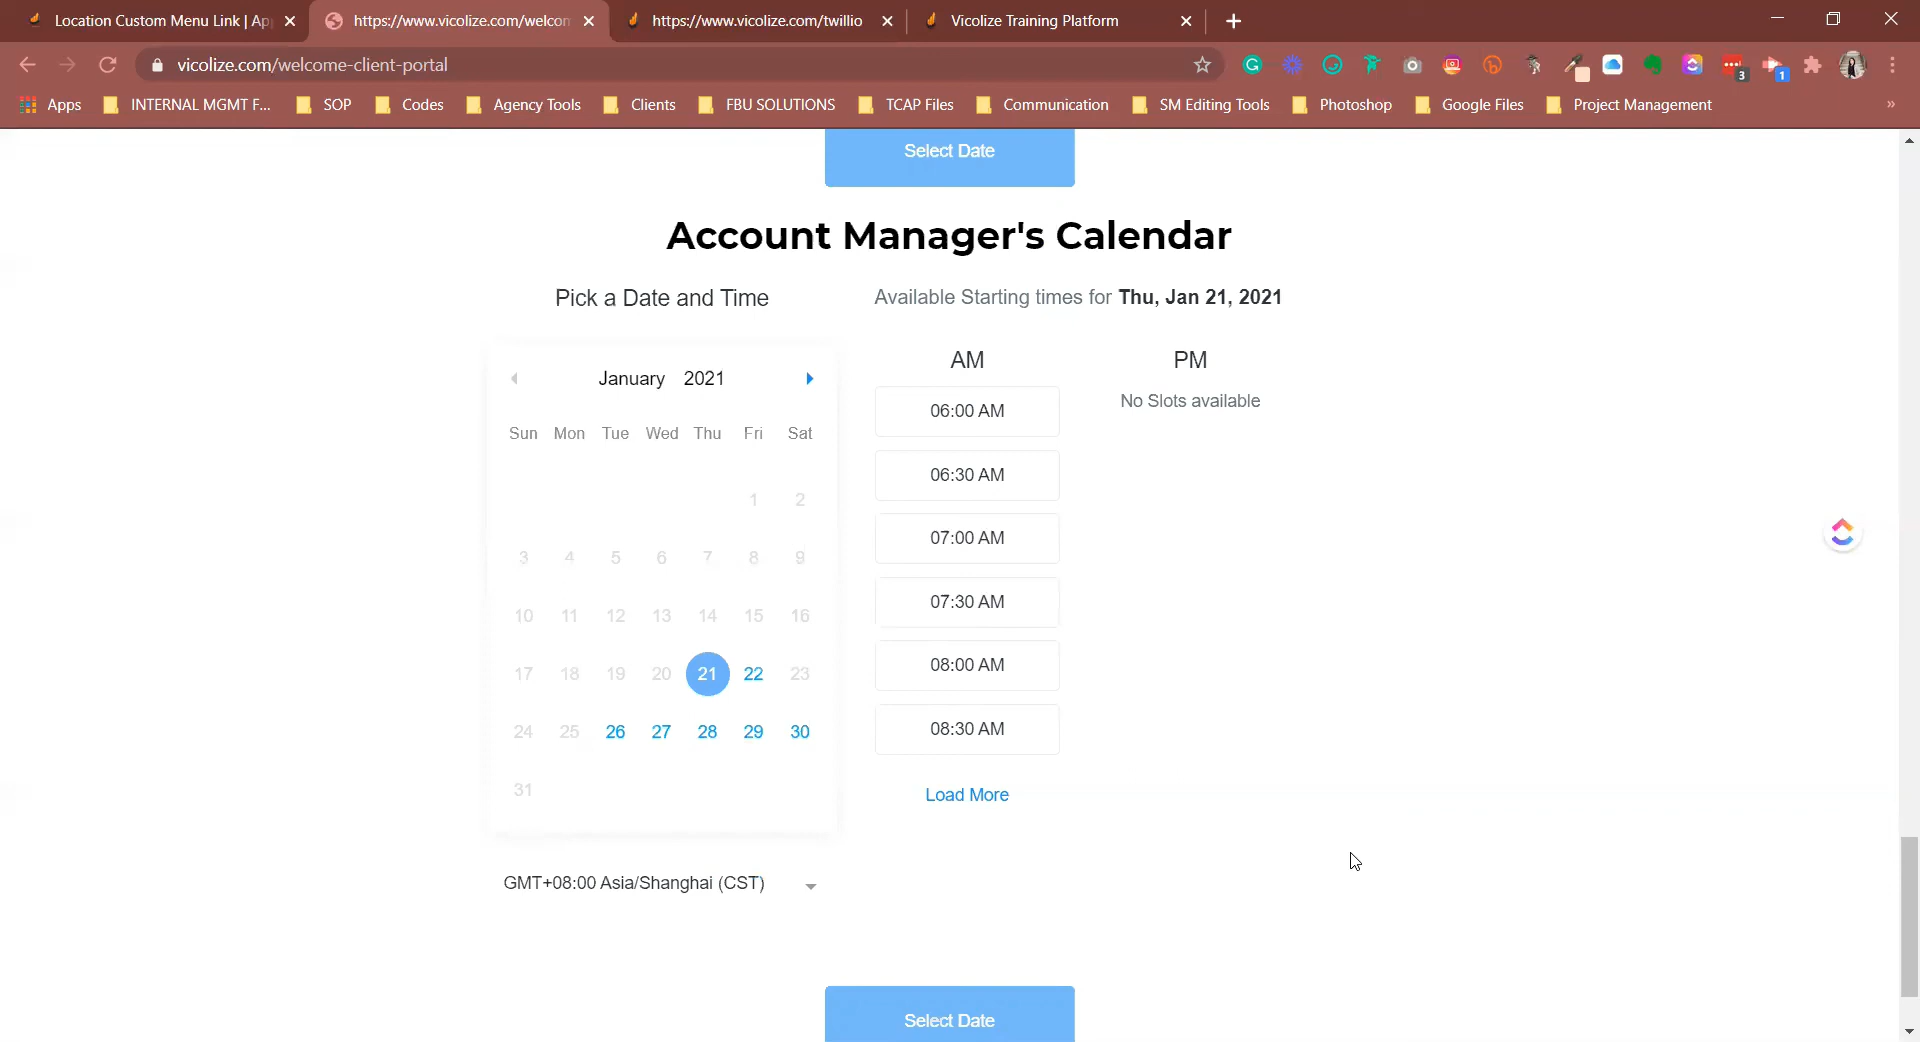 Location Custom Menu Link | Ap
https://www.vicolize.com/welcon
https://www.vicolize.com/twillio
Vicolize Training Platform
vicolize.com/welcome-client-portal
3
1
Apps
INTERNAL MGMT F...
SOP
Codes
Agency Tools
Clients
FBU SOLUTIONS
TCAP Files
Communication
SM Editing Tools
Photoshop
Google Files
Project Management
»
Select Date
Account Manager's Calendar
Pick a Date and Time
Available Starting times for Thu, Jan 21, 2021
January 2021
Sun Mon Tue Wed Thu Fri Sat
1 2
3 4 5 6 7 8 9
10 11 12 13 14 15 16
17 18 19 20 21 22 23
24 25 26 27 28 29 30
31
GMT+08:00 Asia/Shanghai (CST)
AM
06:00 AM
06:30 AM
07:00 AM
07:30 AM
08:00 AM
08:30 AM
Load More
PM
No Slots available
Select Date